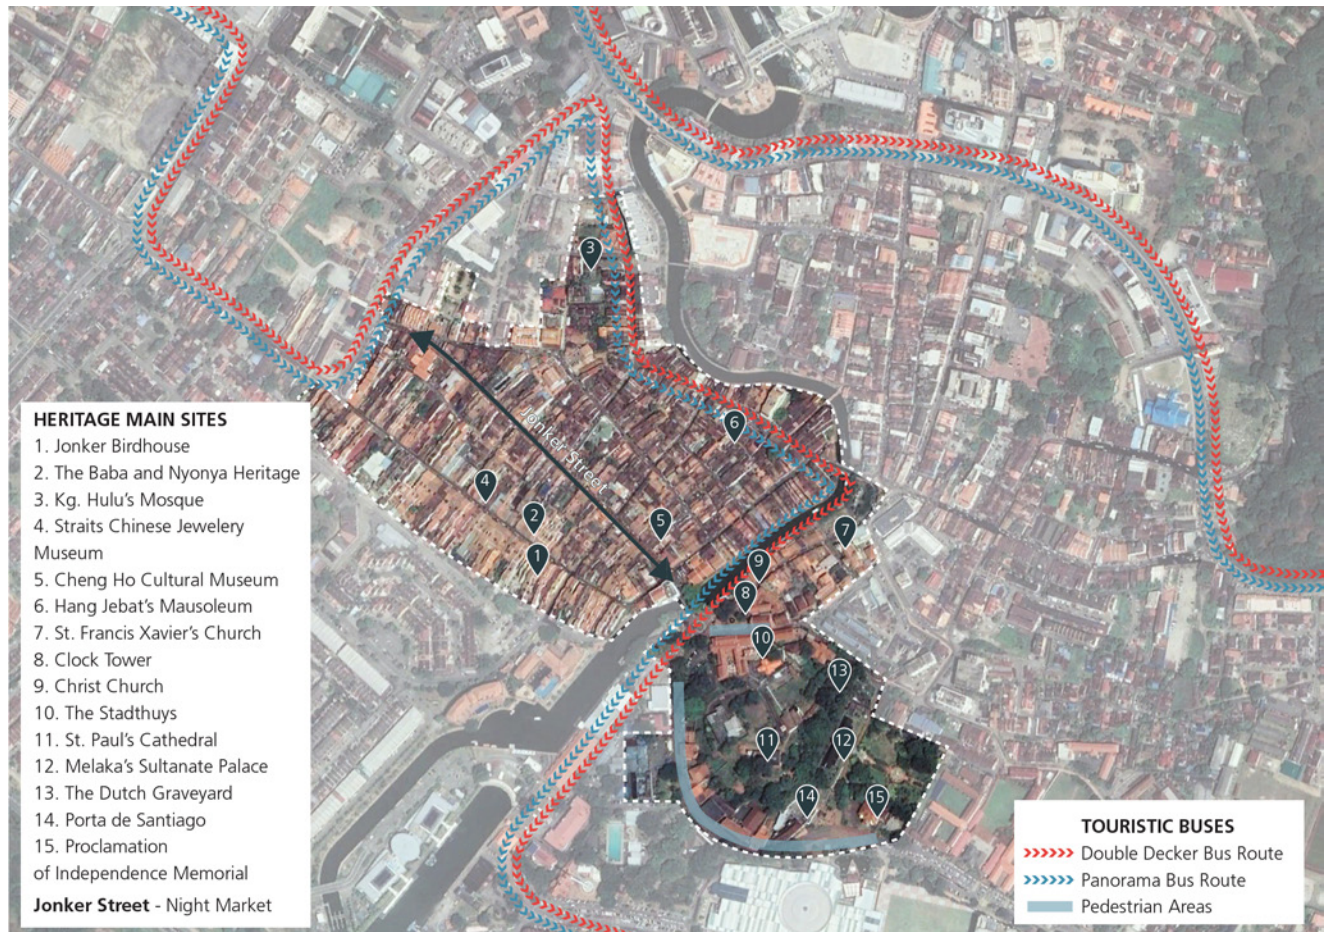 3
Jonker Street
6
4
2
5
7
1
9
8
10
13
11
12
14
15
HERITAGE MAIN SITES
1. Jonker Birdhouse
2. The Baba and Nyonya Heritage
3. Kg. Hulu's Mosque
4. Straits Chinese Jewelery
Museum
5. Cheng Ho Cultural Museum
6. Hang Jebat's Mausoleum
7. St. Francis Xavier's Church
8. Clock Tower
9. Christ Church
10. The Stadthuys
11. St. Paul's Cathedral
12. Melaka's Sultanate Palace
13. The Dutch Graveyard
14. Porta de Santiago
15. Proclamation
of Independence Memorial
Jonker Street - Night Market
TOURISTIC BUSES
Double Decker Bus Route
Panorama Bus Route
Pedestrian Areas